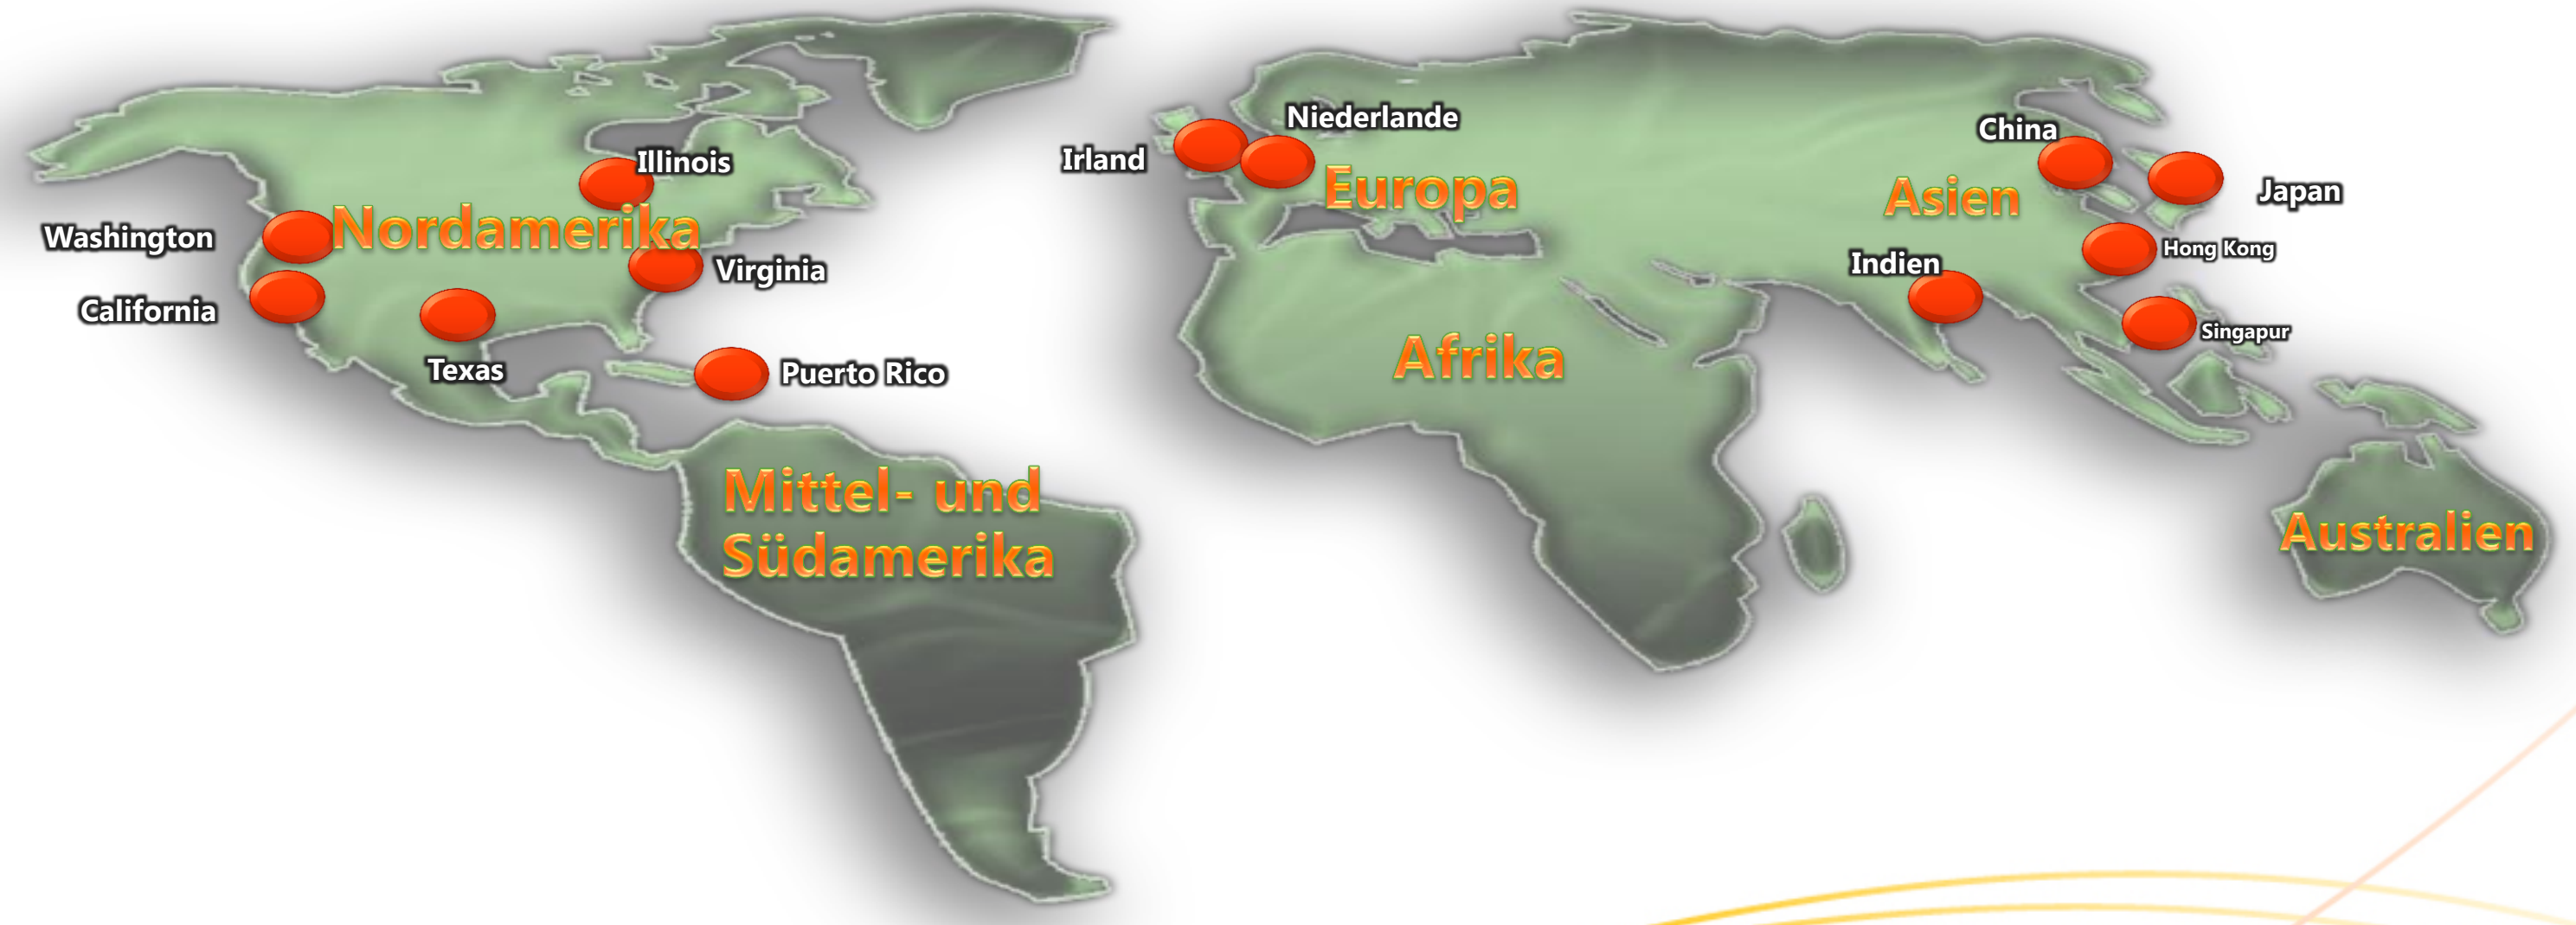 Niederlande
China
Irland
Illinois
Europa
Asien
Japan
Washington
Nordamerika
Hong Kong
Virginia
Indien
California
Singapur
Afrika
Texas
Puerto Rico
Mittel- und
Südamerika
Australien